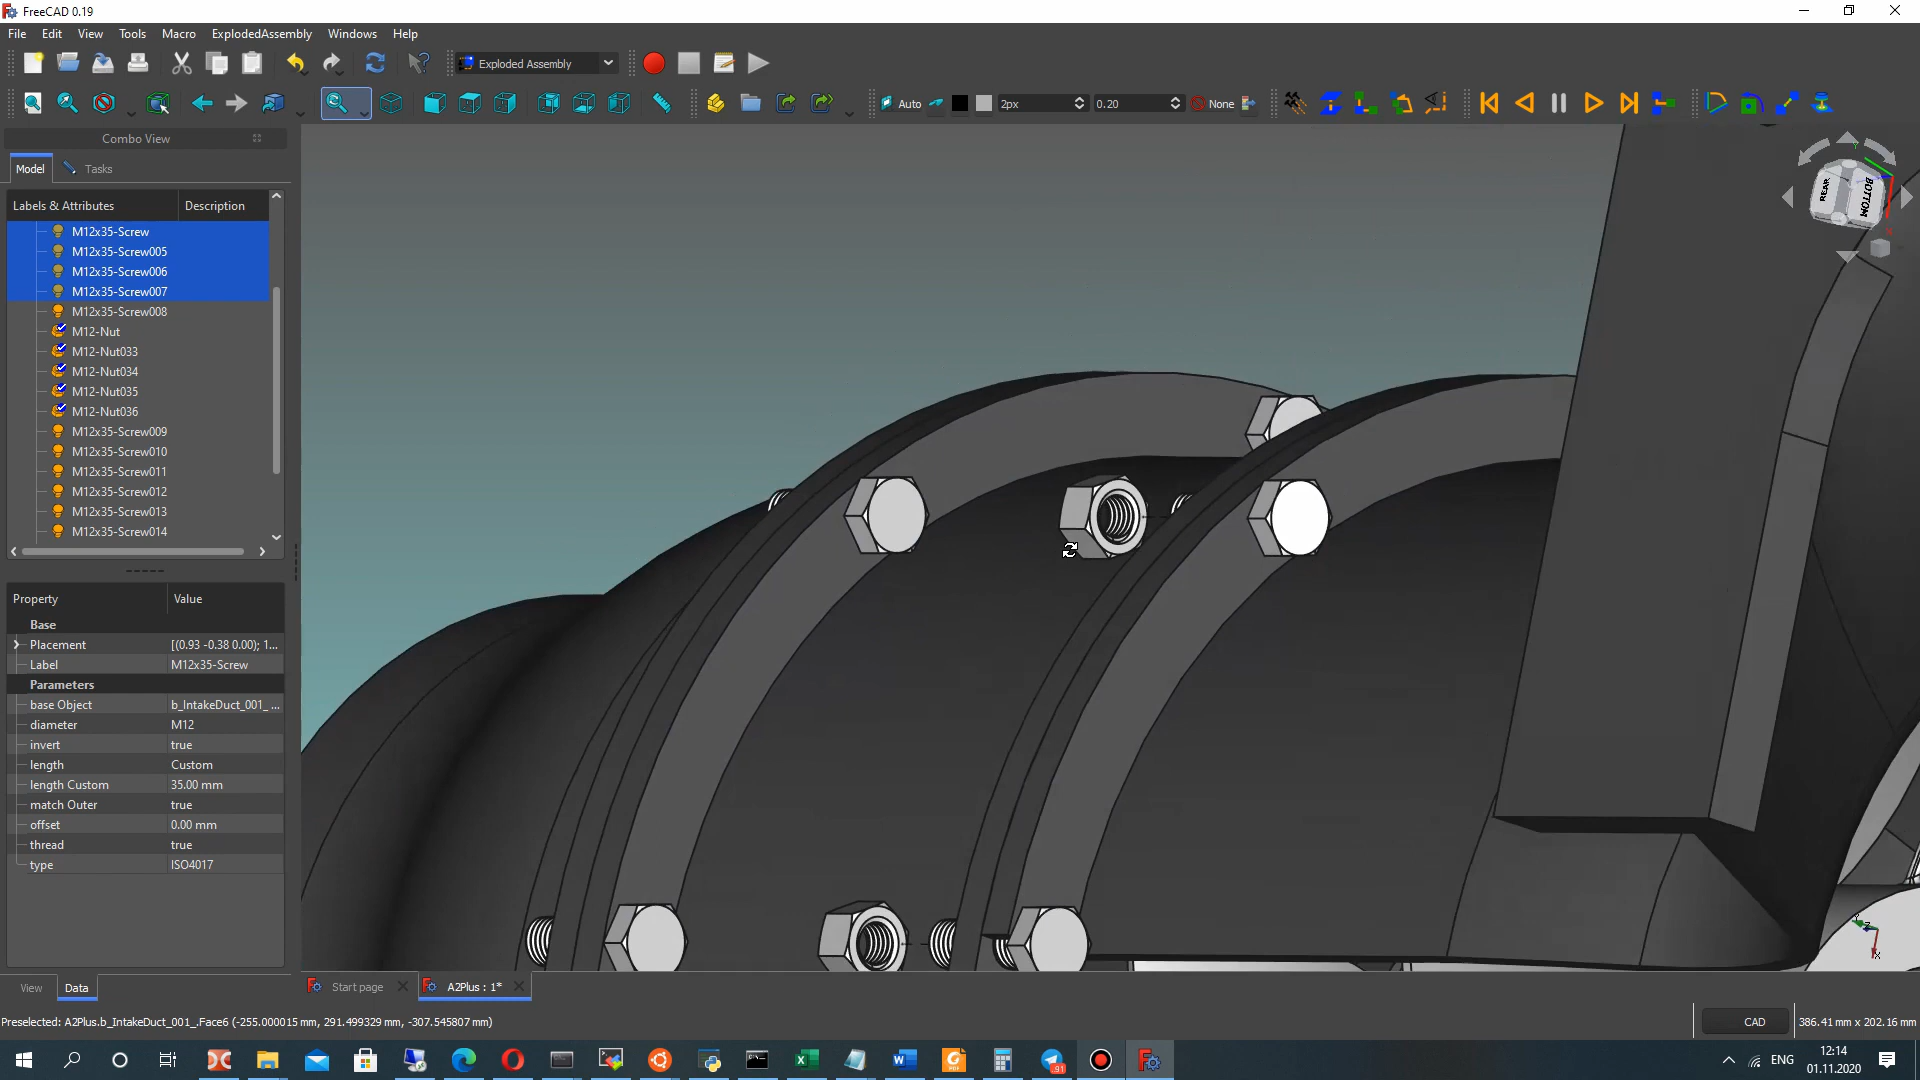 FreeCAD 0.19
File Edit View Tools Macro ExplodedAssembly Windows Help
Exploded Assembly
Auto 2px 0.20 None
Combo View
Model Tasks
Labels & Attributes Description
M12x35-Screw
M12x35-Screw005
M12x35-Screw006
M12x35-Screw007
M12x35-Screw008
M12-Nut
M12-Nut033
M12-Nut034
M12-Nut035
M12-Nut036
M12x35-Screw009
M12x35-Screw010
M12x35-Screw011
M12x35-Screw012
M12x35-Screw013
M12x35-Screw014
REAR BOTTOM
Property Value
Base
Placement [(0.93 -0.38 0.00); 1...
Label M12x35-Screw
Parameters
base Object b_IntakeDuct_001_ ...
diameter M12
invert true
length Custom
length Custom 35.00 mm
match Outer true
offset 0.00 mm
thread true
type ISO4017
View Data
Start page
A2Plus : 1*
Preselected: A2Plus.b_IntakeDuct_001_.Face6 (-255.000015 mm, 291.499329 mm, -307.545807 mm)
CAD
386.41 mm x 202.16 mm
91
ENG
12:14
01.11.2020